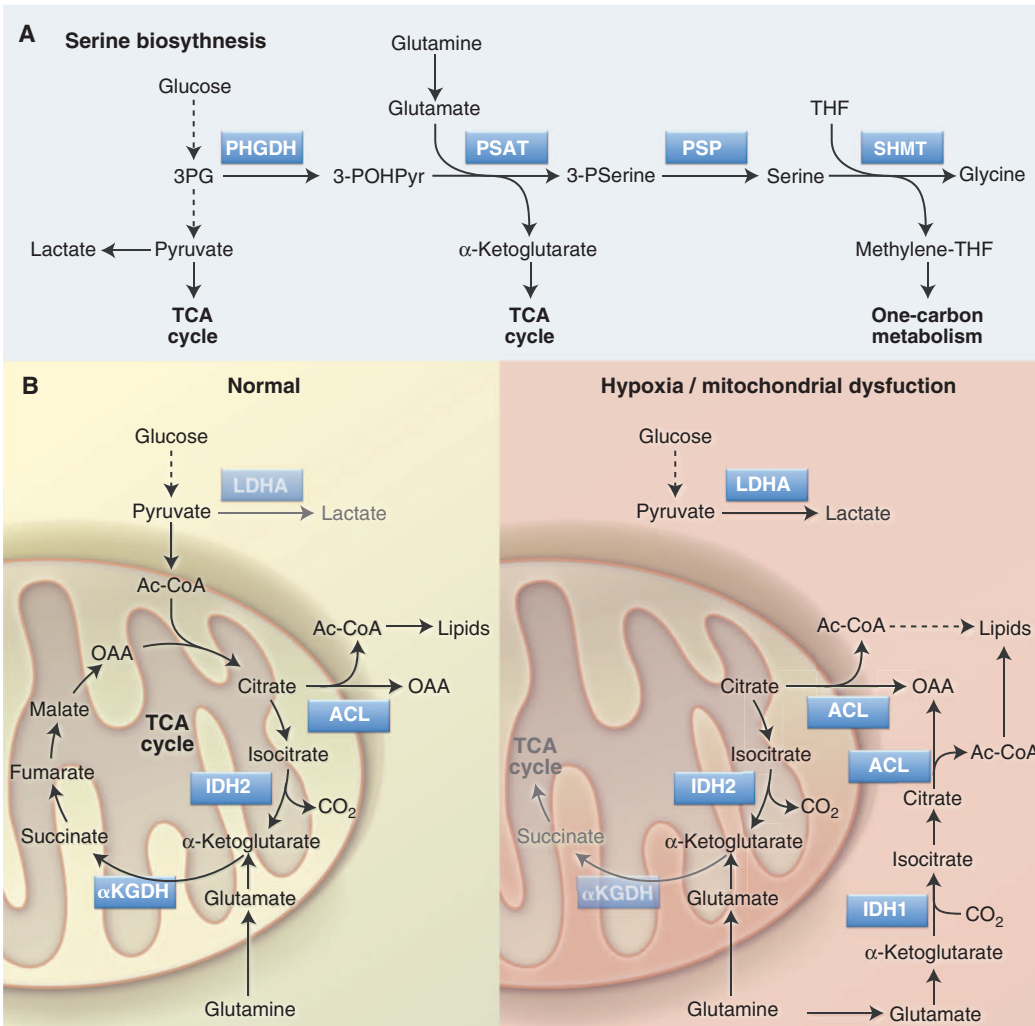 A
Serine biosythnesis
Glutamine
Glucose
Glutamate
THF
PHGDH
PSAT
PSP
SHMT
3PG
3-POHPyr
3-PSerine
Serine
Glycine
Lactate
Pyruvate
α-Ketoglutarate
Methylene-THF
TCA
cycle
TCA
cycle
One-carbon
metabolism
B
Normal
Glucose
LDHA
Pyruvate
Lactate
Ac-CoA
Ac-CoA
Lipids
OAA
Citrate
OAA
Malate
ACL
TCA
cycle
Isocitrate
Fumarate
IDH2
CO2
Succinate
α-Ketoglutarate
αKGDH
Glutamate
Glutamine
Hypoxia / mitochondrial dysfuction
Glucose
LDHA
Pyruvate
Lactate
Ac-CoA
Lipids
Citrate
OAA
ACL
TCA
cycle
Isocitrate
Ac-CoA
ACL
IDH2
CO2
Citrate
Succinate
α-Ketoglutarate
Isocitrate
αKGDH
Glutamate
IDH1
CO2
α-Ketoglutarate
Glutamine
Glutamate